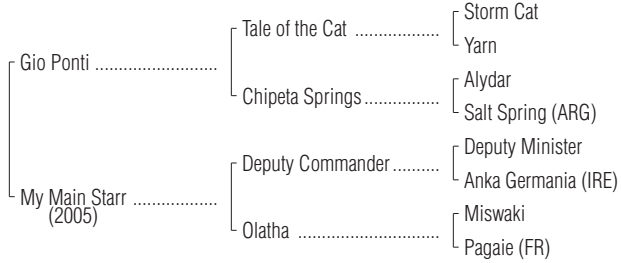 Storm Cat
Tale of the Cat ..................
Yarn
Gio Ponti ..........................
Alydar
Chipeta Springs................
Salt Spring (ARG)
Deputy Minister
Deputy Commander..........
Anka Germania (IRE)
My Main Starr ..................
(2005)
Miswaki
Olatha ..............................
Pagaie (FR)